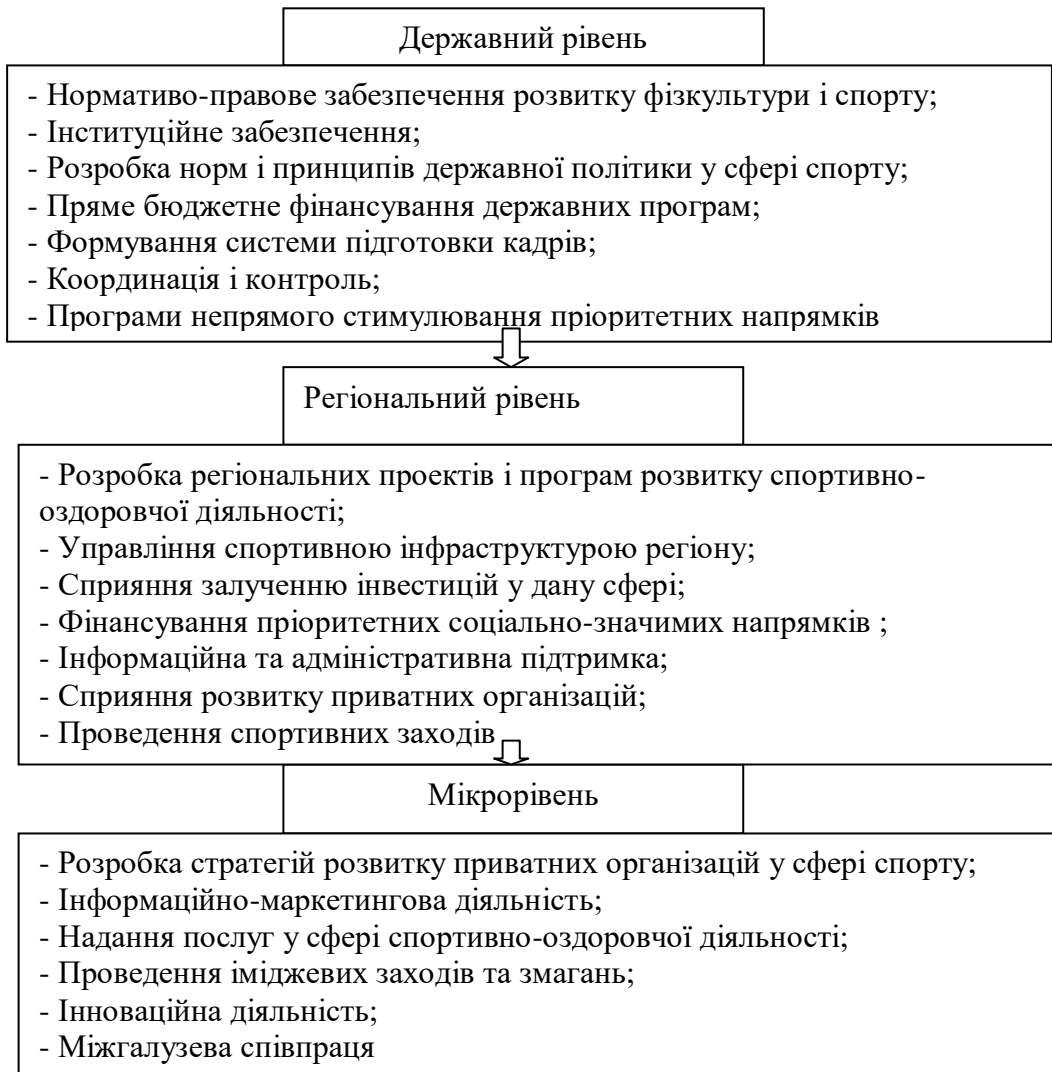 Державний рівень
- Нормативо-правове забезпечення розвитку фізкультури і спорту;
- Інституційне забезпечення;
- Розробка норм і принципів державної політики у сфері спорту;
- Пряме бюджетне фінансування державних програм;
- Формування системи підготовки кадрів;
- Координація і контроль;
- Програми непрямого стимулювання пріоритетних напрямків
Регіональний рівень
- Розробка регіональних проектів і програм розвитку спортивно-
оздоровчої діяльності;
- Управління спортивною інфраструктурою регіону;
- Сприяння залученню інвестицій у дану сфері;
- Фінансування пріоритетних соціально-значимих напрямків ;
- Інформаційна та адміністративна підтримка;
- Сприяння розвитку приватних організацій;
- Проведення спортивних заходів
Мікрорівень
- Розробка стратегій розвитку приватних організацій у сфері спорту;
- Інформаційно-маркетингова діяльність;
- Надання послуг у сфері спортивно-оздоровчої діяльності;
- Проведення іміджевих заходів та змагань;
- Інноваційна діяльність;
- Міжгалузева співпраця